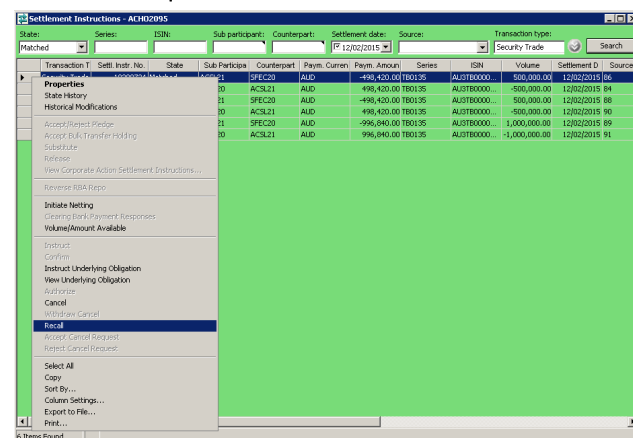 Settlement Instructions - ACHO2095
State: Series: ISIN: Sub participant: Counterpart: Settlement date: Source: Transaction type:
Matched 12/02/2015 Security Trade Search
Transaction T Settl. Instr. No. State Sub Participa Counterpart Paym. Curren Paym. Amoun Series ISIN Volume Settlement D Source
SFEC20 AUD -498,420.00 TB0135 AU3TB0000... 500,000.00 12/02/2015 86
20 ACSL21 AUD 498,420.00 TB0135 AU3TB0000... -500,000.00 12/02/2015 84
21 SFEC20 AUD -498,420.00 TB0135 AU3TB0000... 500,000.00 12/02/2015 88
20 ACSL21 AUD 498,420.00 TB0135 AU3TB0000... -500,000.00 12/02/2015 90
21 SFEC20 AUD -996,840.00 TB0135 AU3TB0000... 1,000,000.00 12/02/2015 89
20 ACSL21 AUD 996,840.00 TB0135 AU3TB0000... -1,000,000.00 12/02/2015 91
Properties
State History
Historical Modifications
Accept/Reject Pledge
Accept Bulk Transfer Holding
Substitute
Release
View Corporate Action Settlement Instructions...
Reverse RBA Repo
Initiate Netting
Clearing Bank Payment Responses
Volume/Amount Available
Instruct
Confirm
Instruct Underlying Obligation
View Underlying Obligation
Authorize
Cancel
Withdraw Cancel
Recall
Accept Cancel Request
Reject Cancel Request
Select All
Copy
Sort By...
Column Settings...
Export to File...
Print...
6 Items Found